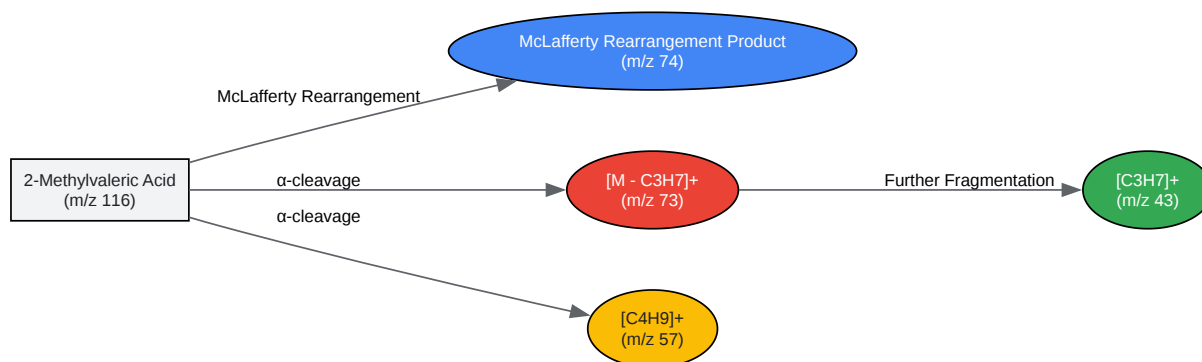 McLafferty Rearrangement Product
(m/z 74)
McLafferty Rearrangement
2-Methylvaleric Acid
(m/z 116)
α-cleavage
[M - C3H7]+
(m/z 73)
Further Fragmentation
[C3H7]+
(m/z 43)
α-cleavage
[C4H9]+
(m/z 57)